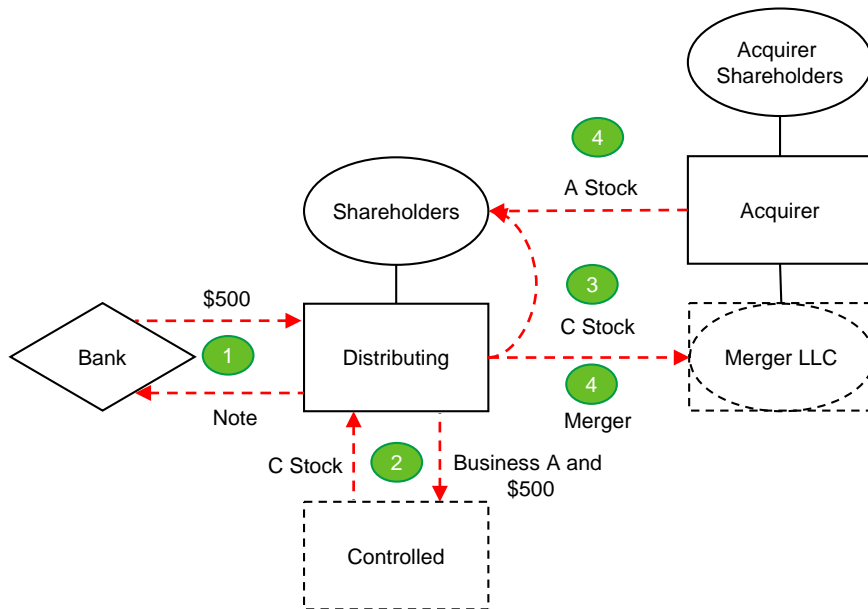 Acquirer
Shareholders
4
A Stock
Shareholders
Acquirer
$500
3
C Stock
Bank
1
Distributing
Merger LLC
4
Note
Merger
C Stock
2
Business A and
$500
Controlled